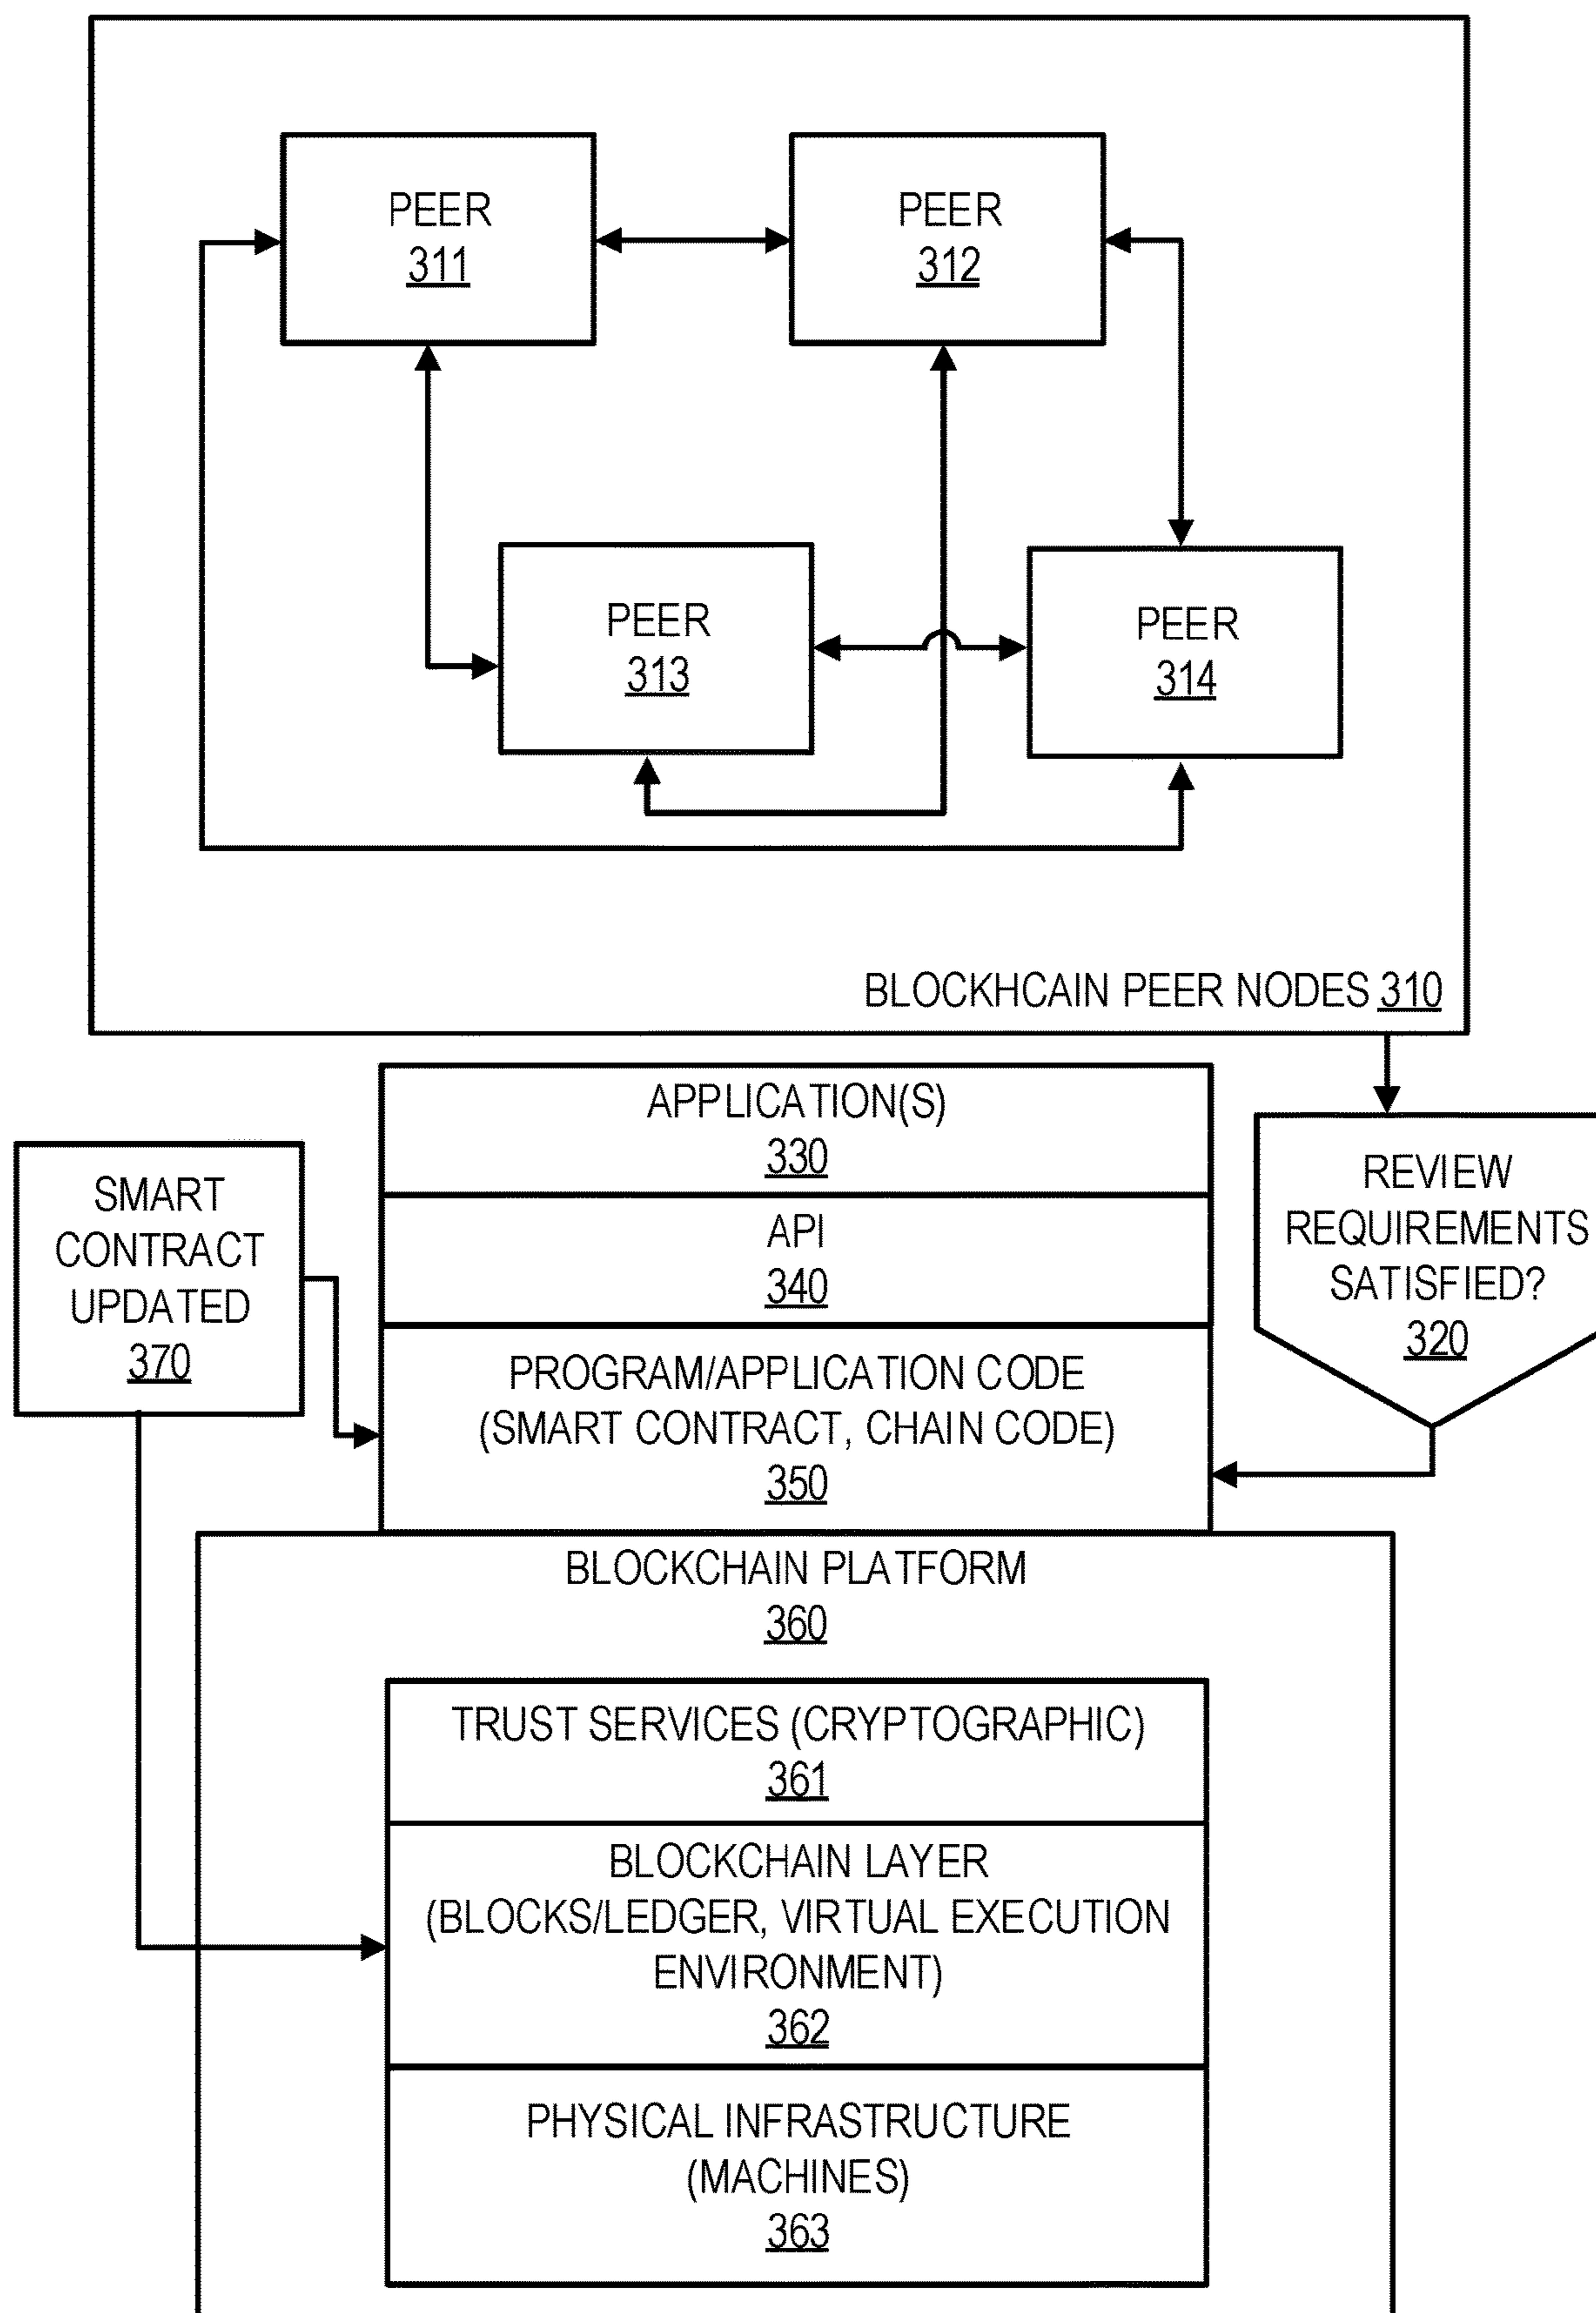 PEER
311
PEER
312
PEER
313
PEER
314
BLOCKHCAIN PEER NODES 310
APPLICATION(S)
330
API
340
PROGRAM/APPLICATION CODE
(SMART CONTRACT, CHAIN CODE)
350
SMART
CONTRACT
UPDATED
370
REVIEW
REQUIREMENTS
SATISFIED?
320
BLOCKCHAIN PLATFORM
360
TRUST SERVICES (CRYPTOGRAPHIC)
361
BLOCKCHAIN LAYER
(BLOCKS/LEDGER, VIRTUAL EXECUTION
ENVIRONMENT)
362
PHYSICAL INFRASTRUCTURE
(MACHINES)
363